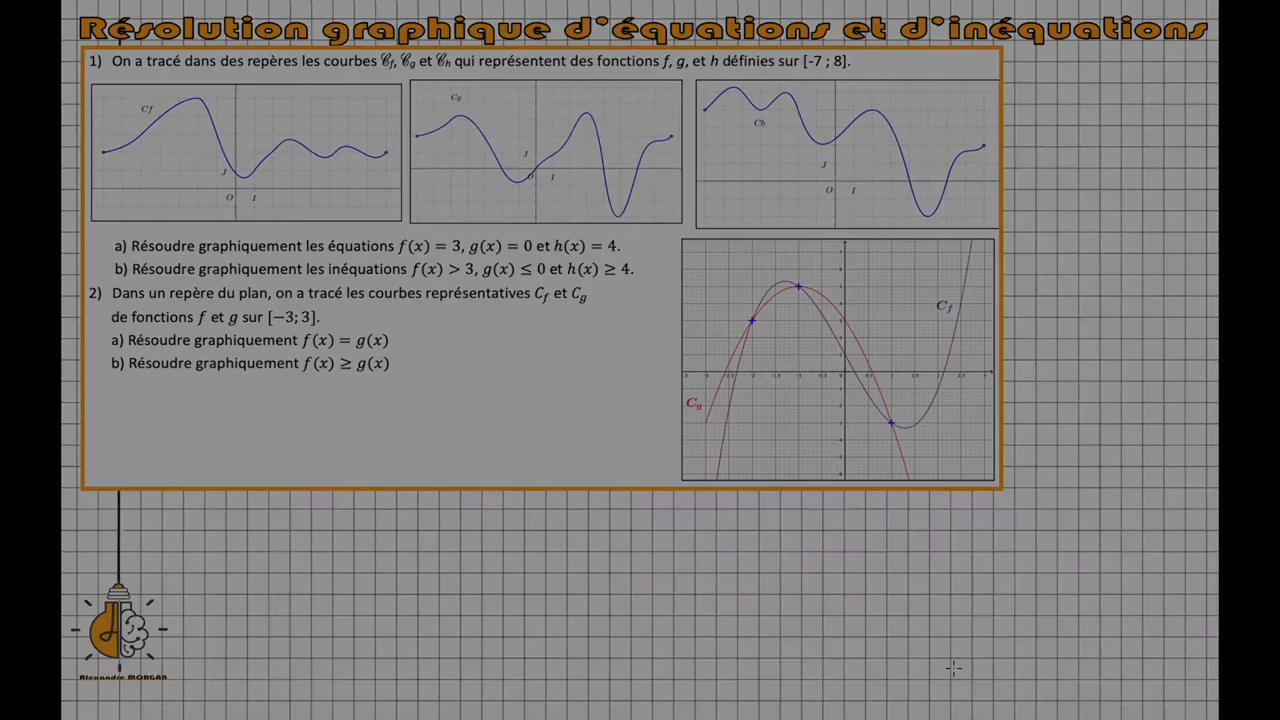 Résolution graphique d'équations et d'inéquations
1) On a tracé dans des repères les courbes 𝒞f, 𝒞g et 𝒞h qui représentent des fonctions f, g, et h définies sur [-7 ; 8].
Cf
J
O I
Cg
J
O I
Ch
J
O I
a) Résoudre graphiquement les équations f(x) = 3, g(x) = 0 et h(x) = 4.
b) Résoudre graphiquement les inéquations f(x) > 3, g(x) ≤ 0 et h(x) ≥ 4.
2) Dans un repère du plan, on a tracé les courbes représentatives Cf et Cg
de fonctions f et g sur [−3; 3].
a) Résoudre graphiquement f(x) = g(x)
b) Résoudre graphiquement f(x) ≥ g(x)
Cf
Cg
Alexandre MORGAN